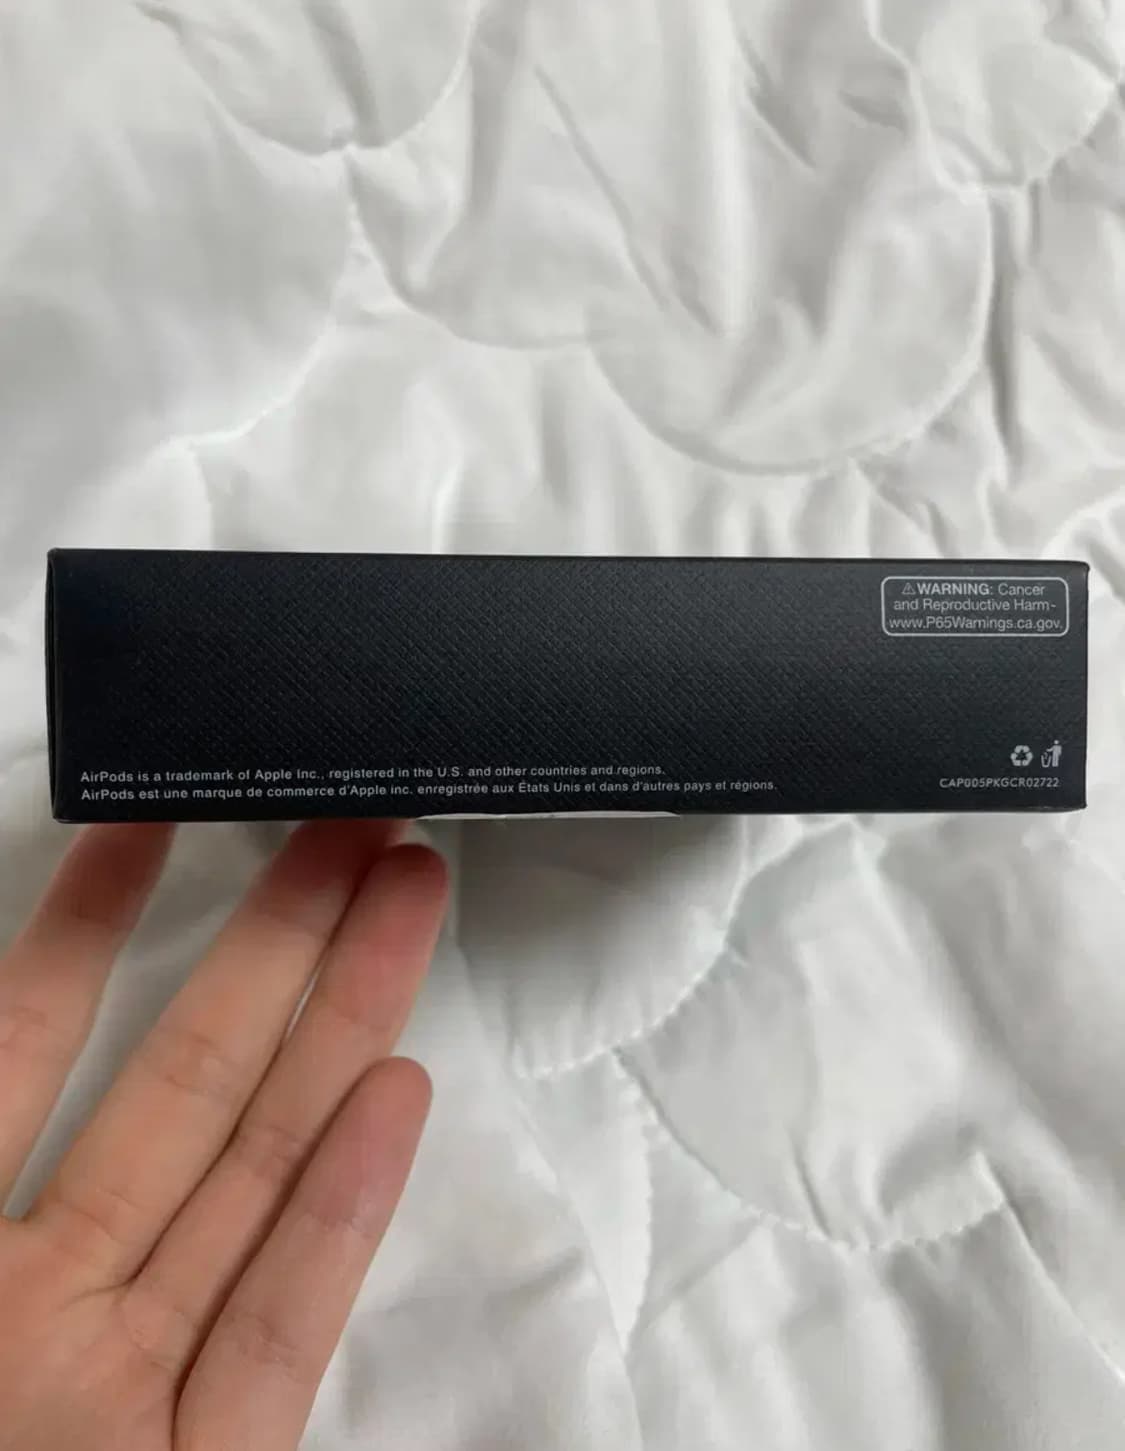 ⚠WARNING: Cancer
and Reproductive Harm-
www.P65Warnings.ca.gov.
AirPods is a trademark of Apple Inc., registered in the U.S. and other countries and regions.
AirPods est une marque de commerce d'Apple inc. enregistrée aux États Unis et dans d'autres pays et régions.
CAP005PKGCR02722